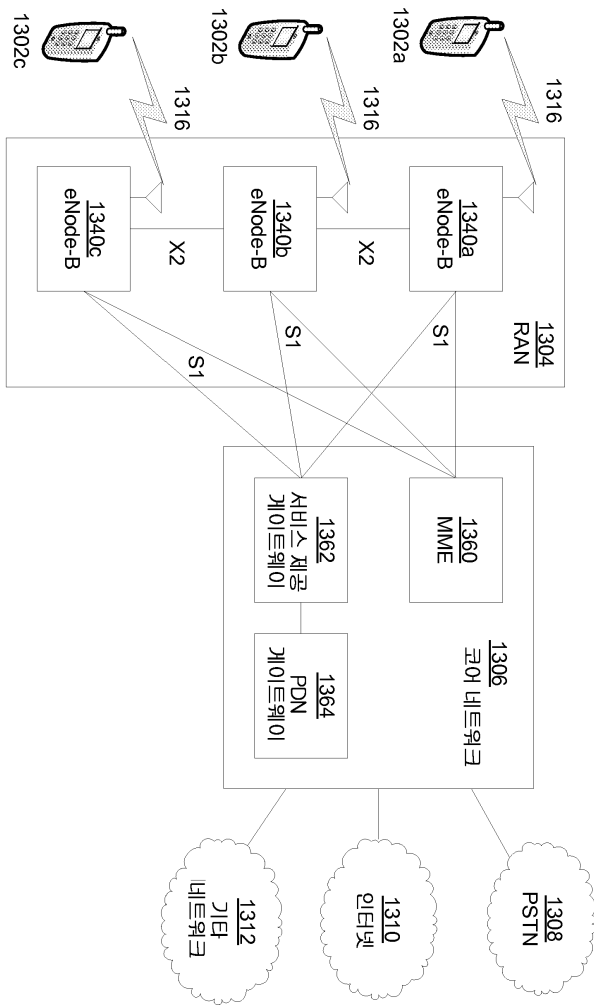 1302a
1316
1340a
eNode-B
1304
RAN
X2
S1
1302b
1316
1340b
eNode-B
X2
S1
1302c
1316
1340c
eNode-B
S1
1306
코어 네트워크
1360
MME
1362
서비스 제공
게이트웨이
1364
PDN
게이트웨이
1308
PSTN
1310
인터넷
1312
기타
네트워크